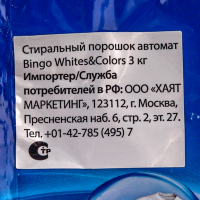 Стиральный порошок автомат
Bingo Whites&Colors 3 кг
Импортер/Служба
потребителей в РФ: ООО «ХАЯТ
МАРКЕТИНГ», 123112, г. Москва,
Пресненская наб. 6, стр. 2, эт. 27.
Тел. +01-42-785 (495) 7